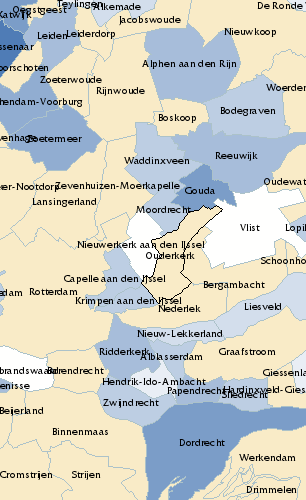 Teylingen
Oegstgeest
Alkemade
De Ronde
Katwijk
Jacobswoude
Leiden
Leiderdorp
Nieuwkoop
ssenaar
Alphen aan den Rijn
oorschoten
Zoeterwoude
Rijnwoude
Woerden
hendam-Voorburg
Bodegraven
Boskoop
nhage
Zoetermeer
Waddinxveen
Reeuwijk
er-Nootdorp
Zevenhuizen-Moerkapelle
Gouda
Oudewat
Lansingerland
Moordrecht
Vlist
Lopi
Nieuwerkerk aan den IJssel
Ouderkerk
Schoonho
Capelle aan den IJssel
Bergambacht
dam
Rotterdam
Krimpen aan den IJssel
Nederlek
Liesveld
Nieuw-Lekkerland
Ridderkerk
Alblasserdam
Graafstroom
brandswaard
Barendrecht
Giessenla
enisse
Hendrik-Ido-Ambacht
Papendrecht
Hardinxveld-Gies
Sliedrecht
Zwijndrecht
Beijerland
Binnenmaas
Dordrecht
Werkendam
Cromstrijen
Strijen
Drimmelen